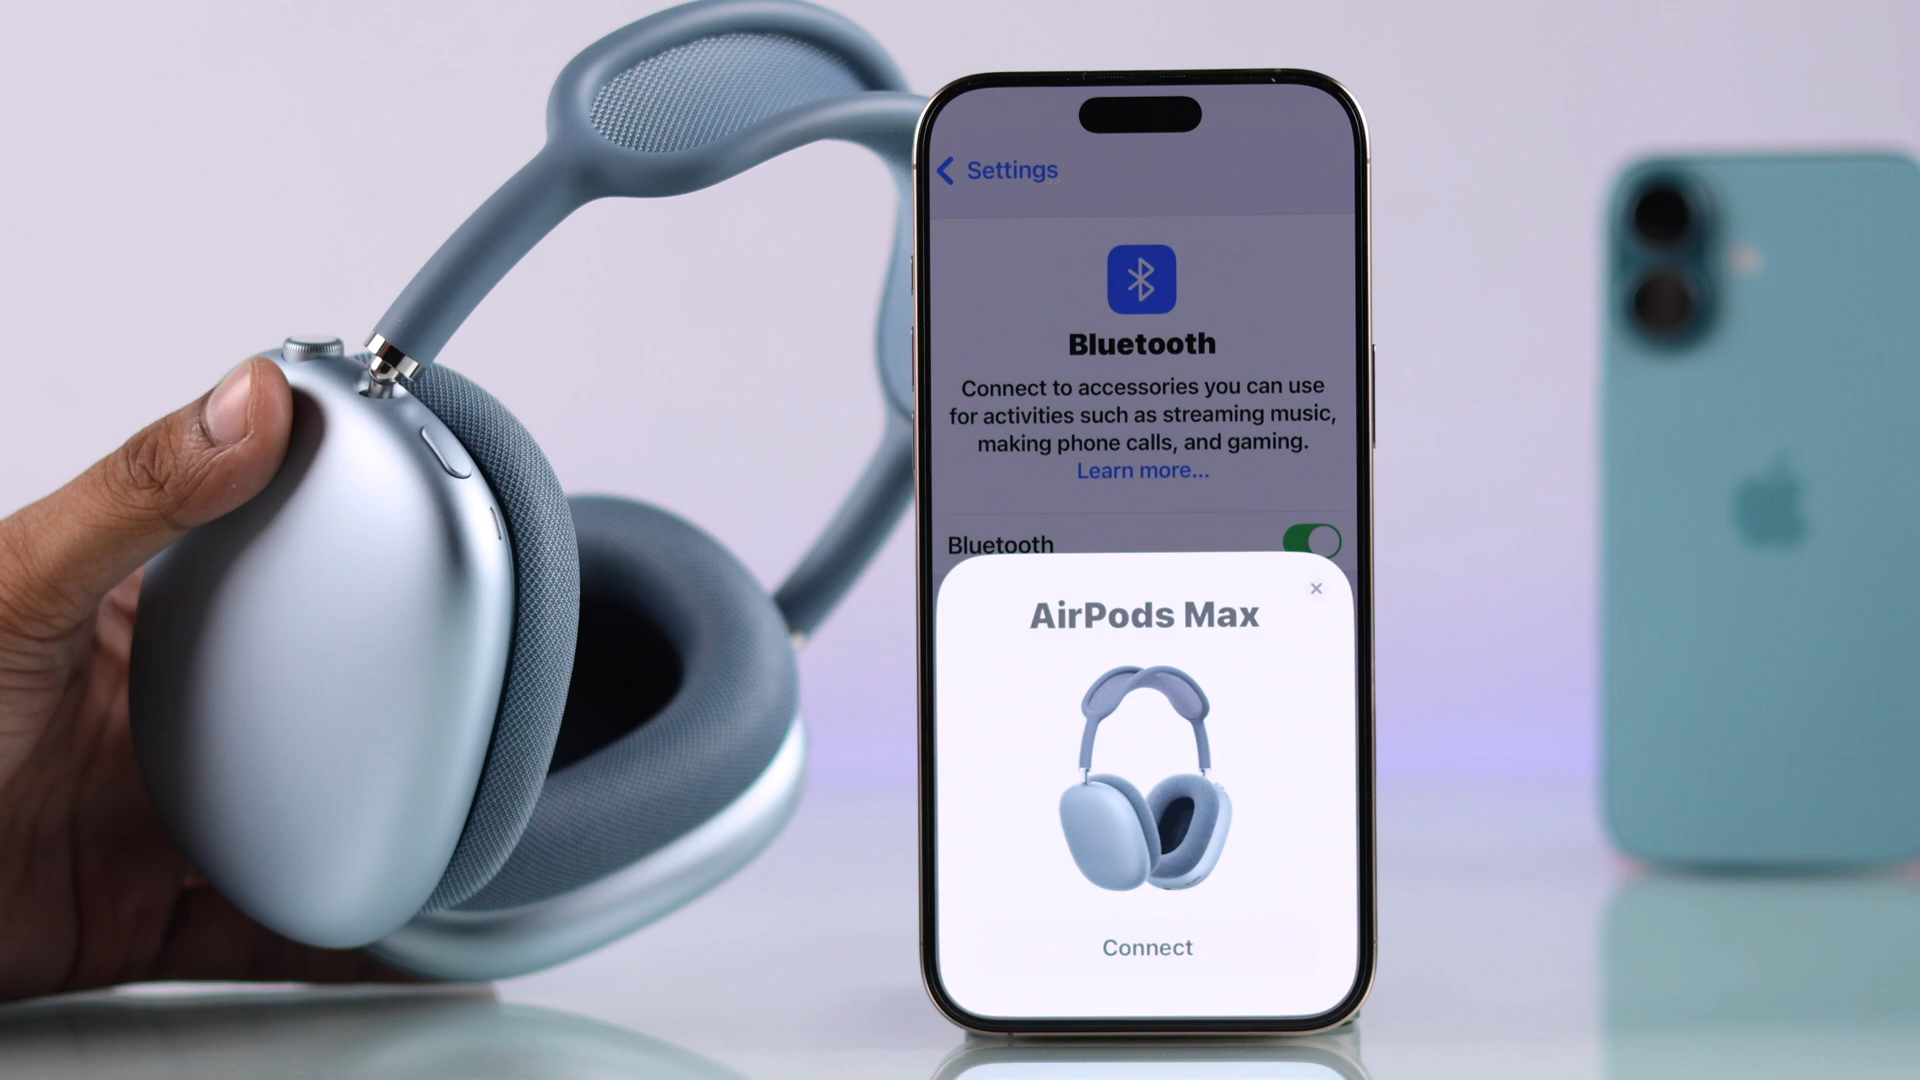 Settings
Bluetooth
Connect to accessories you can use
for activities such as streaming music,
making phone calls, and gaming.
Learn more...
Bluetooth
AirPods Max
Connect